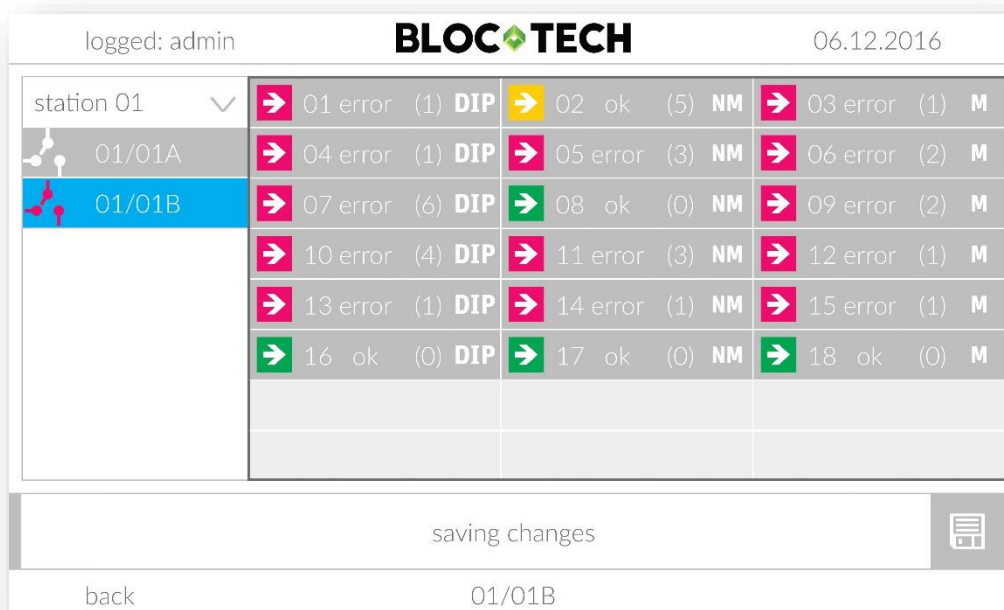 logged: admin BLOC TECH 06.12.2016
station 01
01/01A
01/01B
01 error (1) DIP 02 ok (5) NM 03 error (1) M
04 error (1) DIP 05 error (3) NM 06 error (2) M
07 error (6) DIP 08 ok (0) NM 09 error (2) M
10 error (4) DIP 11 error (3) NM 12 error (1) M
13 error (1) DIP 14 error (1) NM 15 error (1) M
16 ok (0) DIP 17 ok (0) NM 18 ok (0) M
saving changes
back 01/01B